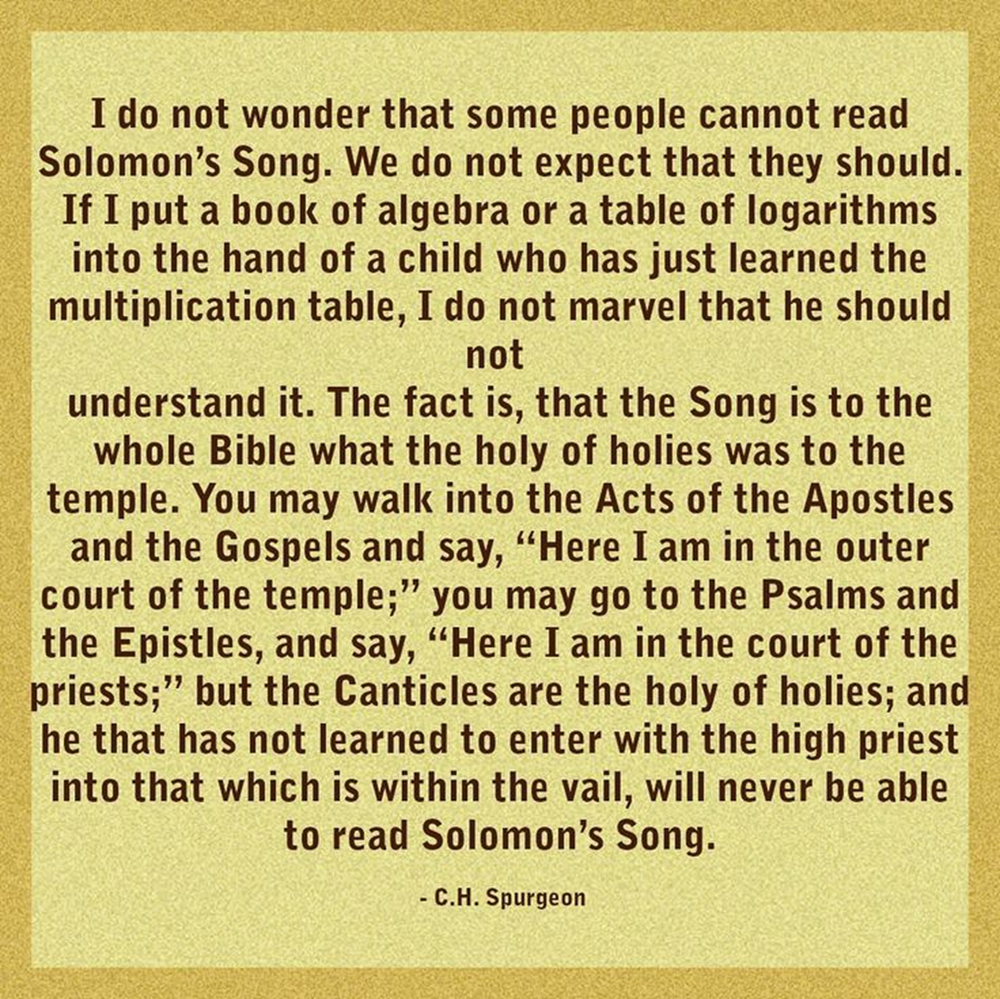 I do not wonder that some people cannot read
Solomon’s Song. We do not expect that they should.
If I put a book of algebra or a table of logarithms
into the hand of a child who has just learned the
multiplication table, I do not marvel that he should
not
understand it. The fact is, that the Song is to the
whole Bible what the holy of holies was to the
temple. You may walk into the Acts of the Apostles
and the Gospels and say, “Here I am in the outer
court of the temple;” you may go to the Psalms and
the Epistles, and say, “Here I am in the court of the
priests;” but the Canticles are the holy of holies; and
he that has not learned to enter with the high priest
into that which is within the vail, will never be able
to read Solomon’s Song.
- C.H. Spurgeon